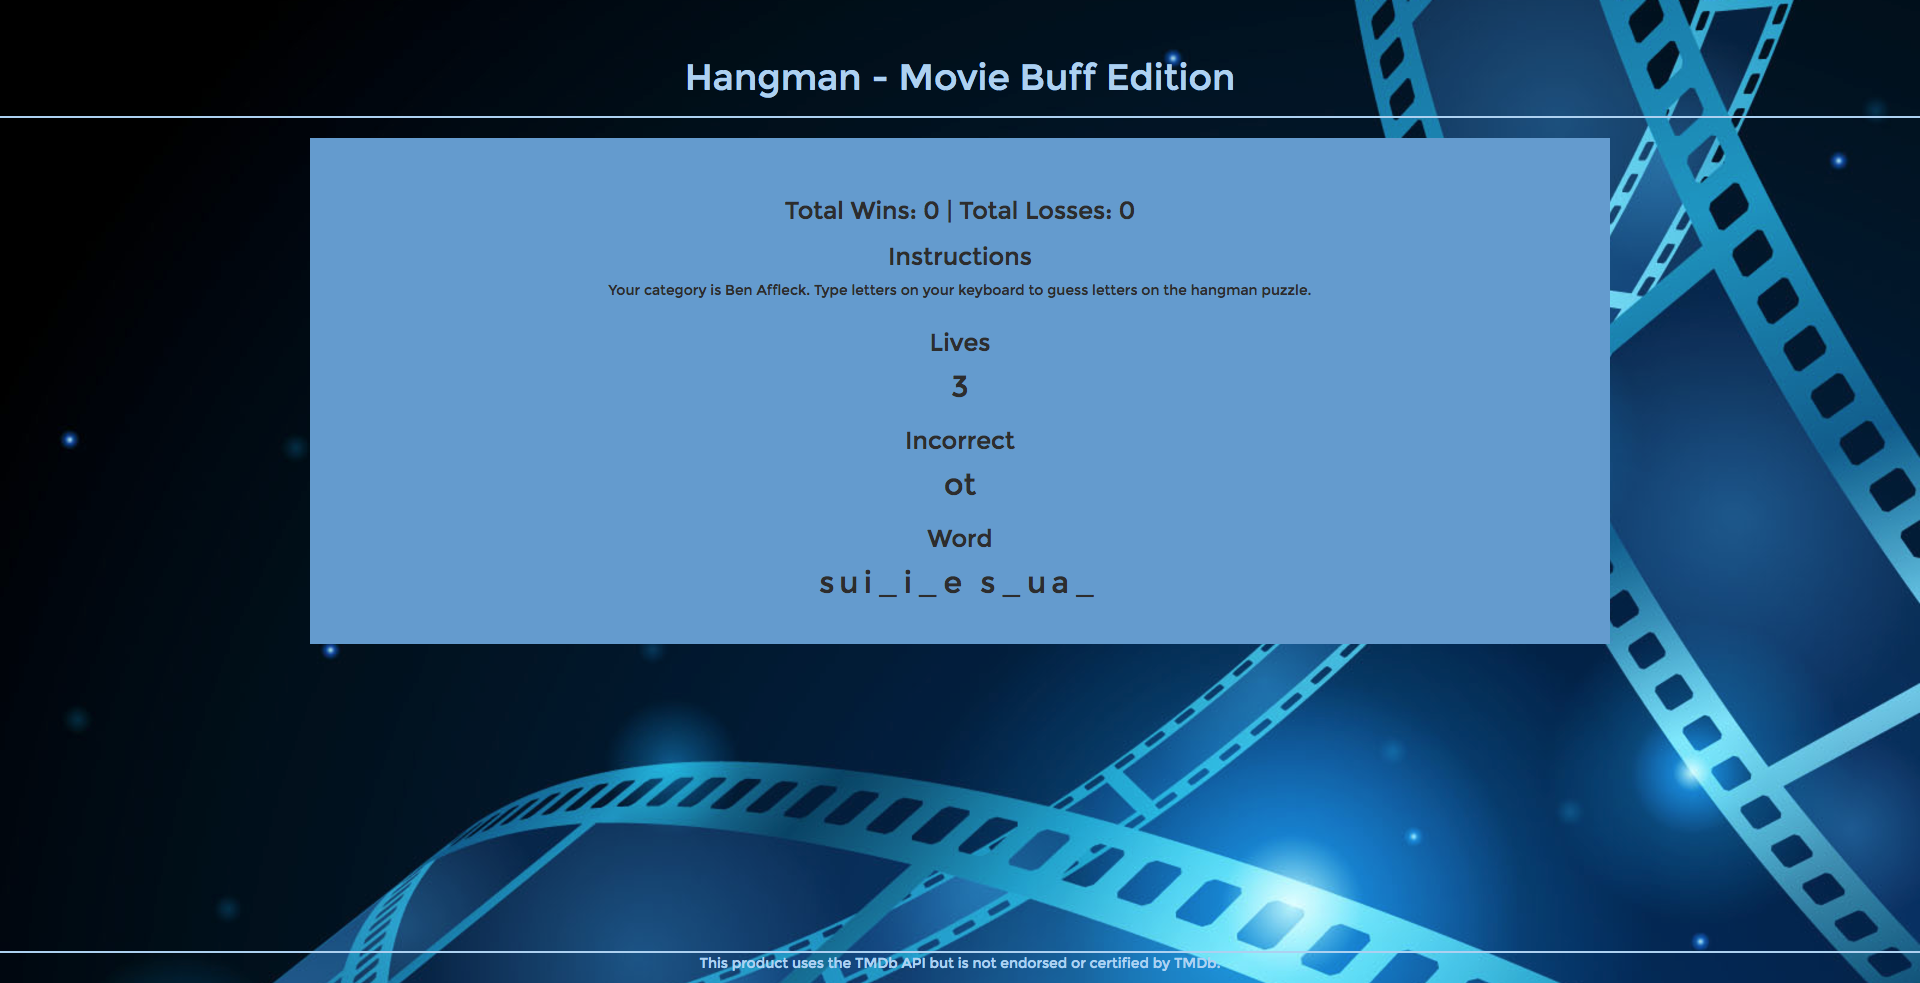 Hangman - Movie Buff Edition
Total Wins: 0 | Total Losses: 0
Instructions
Your category is Ben Affleck. Type letters on your keyboard to guess letters on the hangman puzzle.
Lives
3
Incorrect
ot
Word
s u i _ i _ e s _ u a _
This product uses the TMDb API but is not endorsed or certified by TMDb.